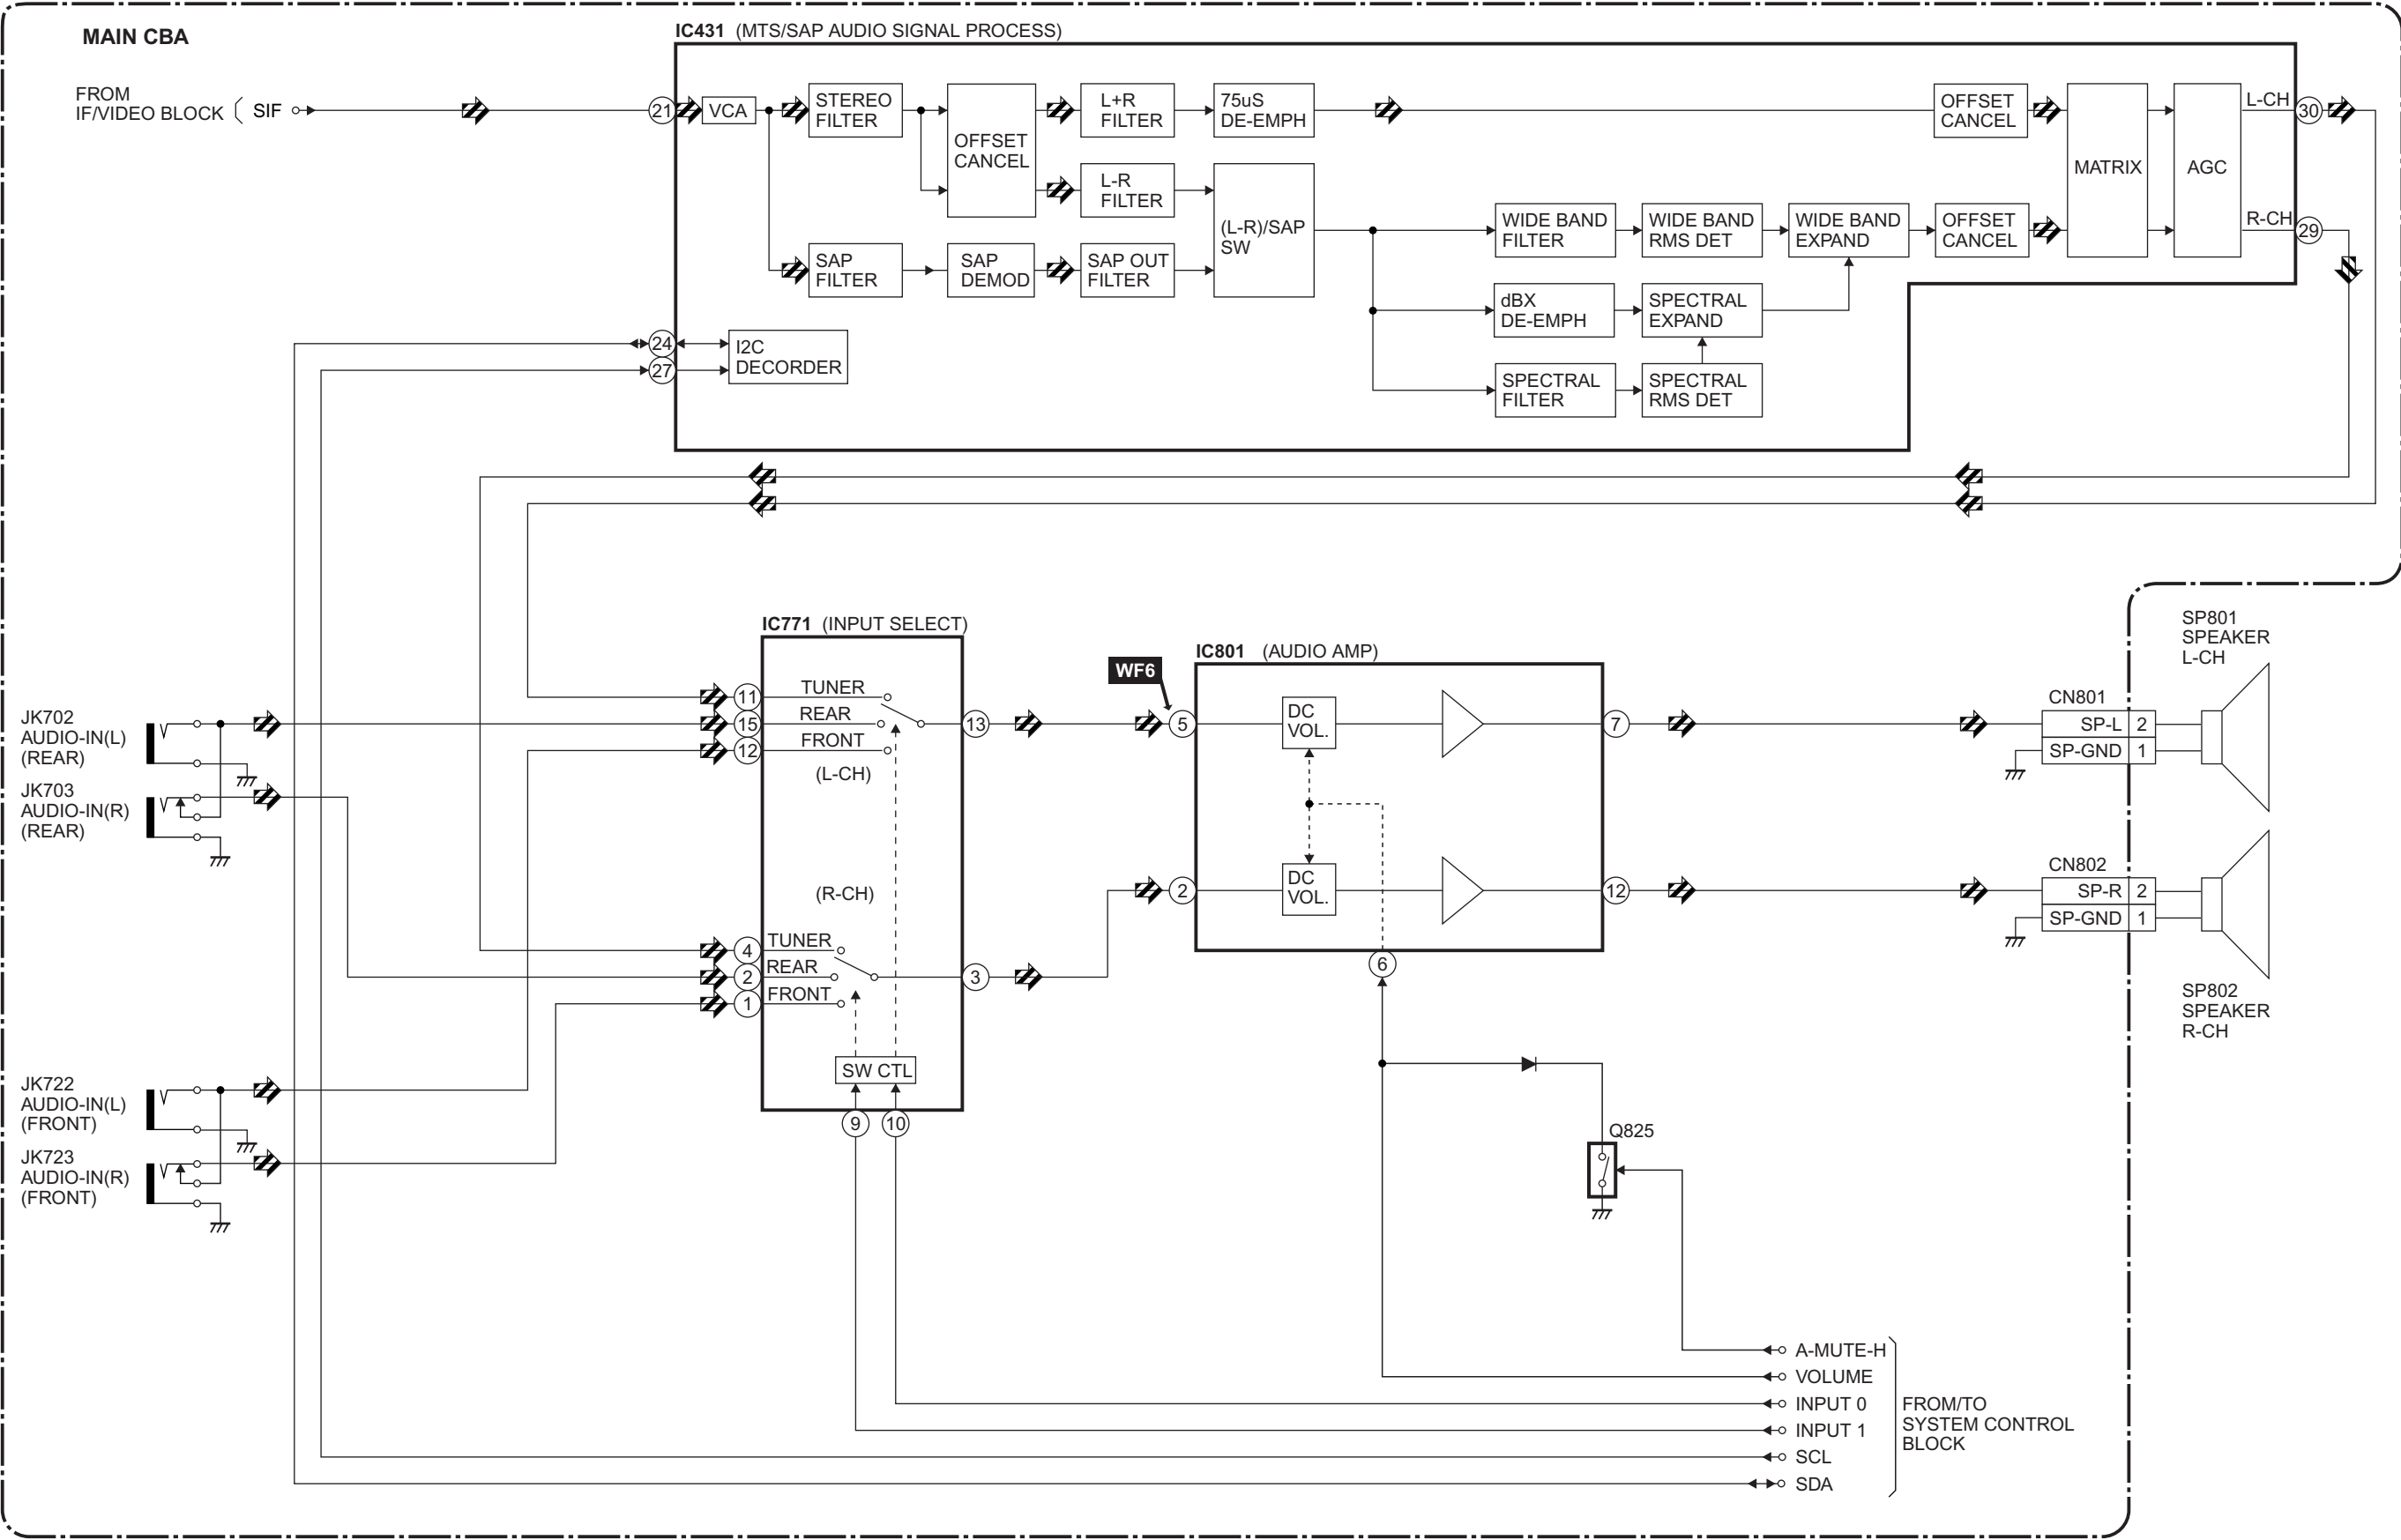 MAIN CBA
IC431 (MTS/SAP AUDIO SIGNAL PROCESS)
FROM
IF/VIDEO BLOCK
SIF
21
VCA
STEREO
FILTER
OFFSET
CANCEL
L+R
FILTER
75uS
DE-EMPH
OFFSET
CANCEL
MATRIX
AGC
L-CH
30
L-R
FILTER
(L-R)/SAP
SW
WIDE BAND
FILTER
WIDE BAND
RMS DET
WIDE BAND
EXPAND
OFFSET
CANCEL
R-CH
29
SAP
FILTER
SAP
DEMOD
SAP OUT
FILTER
dBX
DE-EMPH
SPECTRAL
EXPAND
24
27
I2C
DECORDER
SPECTRAL
FILTER
SPECTRAL
RMS DET
IC771 (INPUT SELECT)
11
TUNER
15
REAR
12
FRONT
(L-CH)
13
(R-CH)
4
TUNER
2
REAR
1
FRONT
3
SW CTL
9
10
JK702
AUDIO-IN(L)
(REAR)
JK703
AUDIO-IN(R)
(REAR)
JK722
AUDIO-IN(L)
(FRONT)
JK723
AUDIO-IN(R)
(FRONT)
WF6
IC801 (AUDIO AMP)
5
DC
VOL.
7
2
DC
VOL.
12
6
CN801
SP-L 2
SP-GND 1
SP801
SPEAKER
L-CH
CN802
SP-R 2
SP-GND 1
SP802
SPEAKER
R-CH
Q825
A-MUTE-H
VOLUME
INPUT 0
INPUT 1
SCL
SDA
FROM/TO
SYSTEM CONTROL
BLOCK